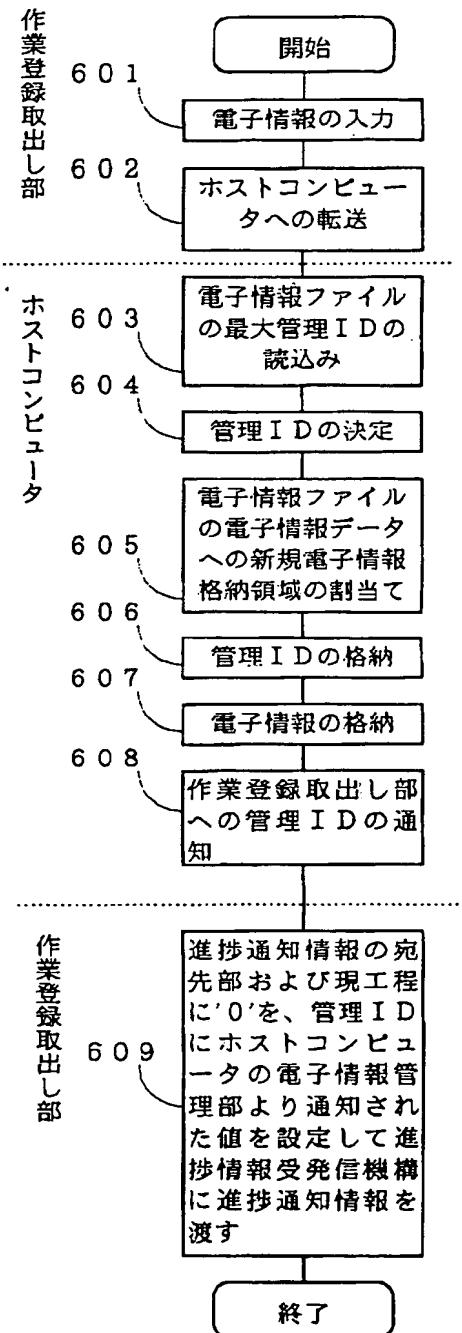 作業登録取出し部
開始
601
電子情報の入力
602
ホストコンピュー
タへの転送
ホストコンピュータ
603
電子情報ファイル
の最大管理IDの
読込み
604
管理IDの決定
605
電子情報ファイル
の電子情報データ
への新規電子情報
格納領域の割当て
606
管理IDの格納
607
電子情報の格納
608
作業登録取出し部
への管理IDの通
知
作業登録取出し部
609
進捗通知情報の宛
先部および現工程
に'0'を、管理ID
にホストコンピュ
ータの電子情報管
理部より通知され
た値を設定して進
捗情報受発信機構
に進捗通知情報を
渡す
終了